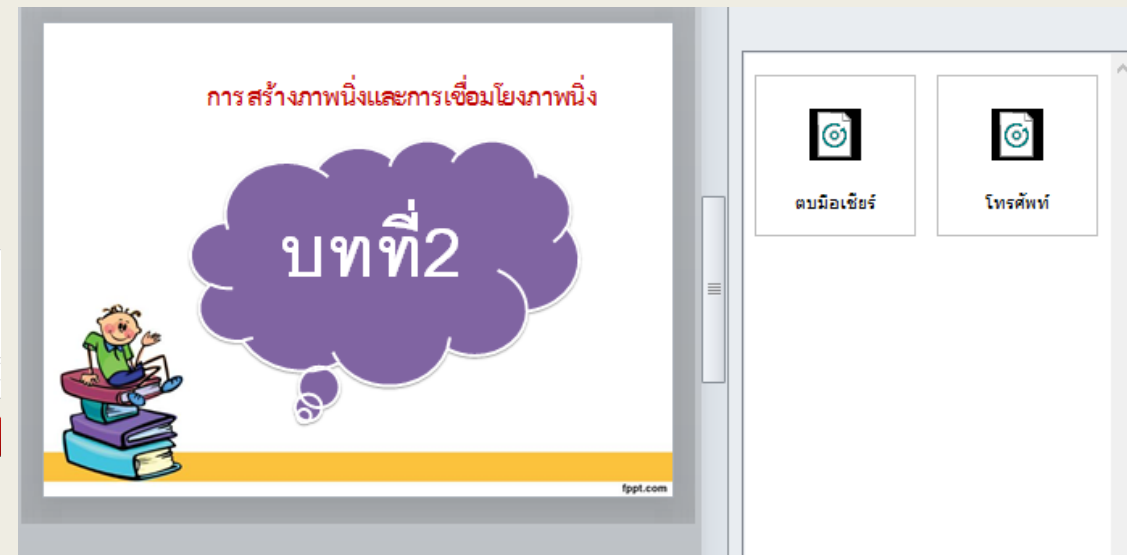 การสร้างภาพนิ่งและการเชื่อมโยงภาพนิ่ง
บทที่2
fppt.com
ตบมือเชียร์
โทรศัพท์